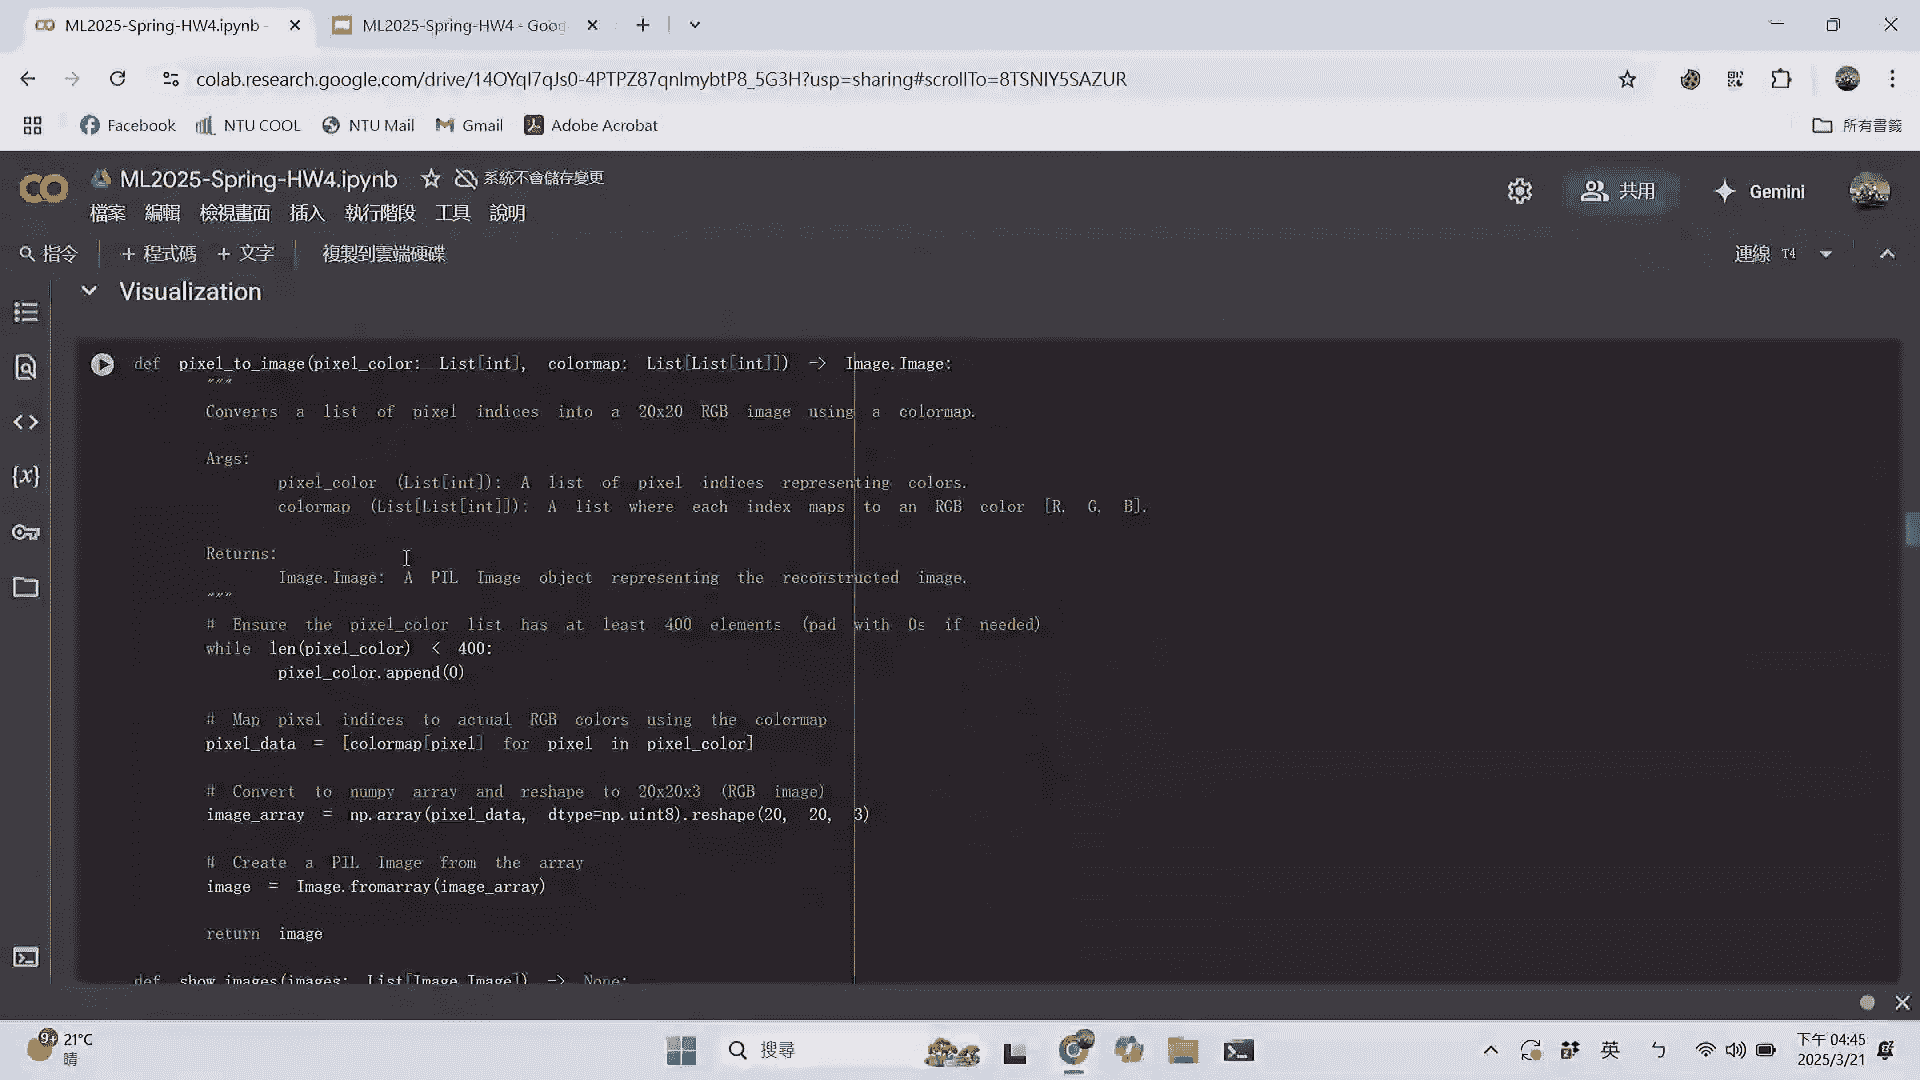 ML2025-Spring-HW4.ipynb -
ML2025-Spring-HW4 - Goog
colab.research.google.com/drive/14OYqI7qJs0-4PTPZ87qnlmybtP8_5G3H?usp=sharing#scrollTo=8TSNIY5SAZUR
Facebook
NTU COOL
NTU Mail
Gmail
Adobe Acrobat
所有書籤
ML2025-Spring-HW4.ipynb
系統不會儲存變更
檔案 編輯 檢視畫面 插入 執行階段 工具 說明
共用
Gemini
指令 + 程式碼 + 文字 複製到雲端硬碟
連線 T4
Visualization
def pixel_to_image(pixel_color: List[int], colormap: List[List[int]]) -> Image.Image:
"""
Converts a list of pixel indices into a 20x20 RGB image using a colormap.
Args:
pixel_color (List[int]): A list of pixel indices representing colors.
colormap (List[List[int]]): A list where each index maps to an RGB color [R, G, B].
Returns:
Image.Image: A PIL Image object representing the reconstructed image.
"""
# Ensure the pixel_color list has at least 400 elements (pad with 0s if needed)
while len(pixel_color) < 400:
pixel_color.append(0)
# Map pixel indices to actual RGB colors using the colormap
pixel_data = [colormap[pixel] for pixel in pixel_color]
# Convert to numpy array and reshape to 20x20x3 (RGB image)
image_array = np.array(pixel_data, dtype=np.uint8).reshape(20, 20, 3)
# Create a PIL Image from the array
image = Image.fromarray(image_array)
return image
def show_images(images: List[Image.Image]) -> None:
9+
21°C
晴
搜尋
英
ㄅ
下午 04:45
2025/3/21